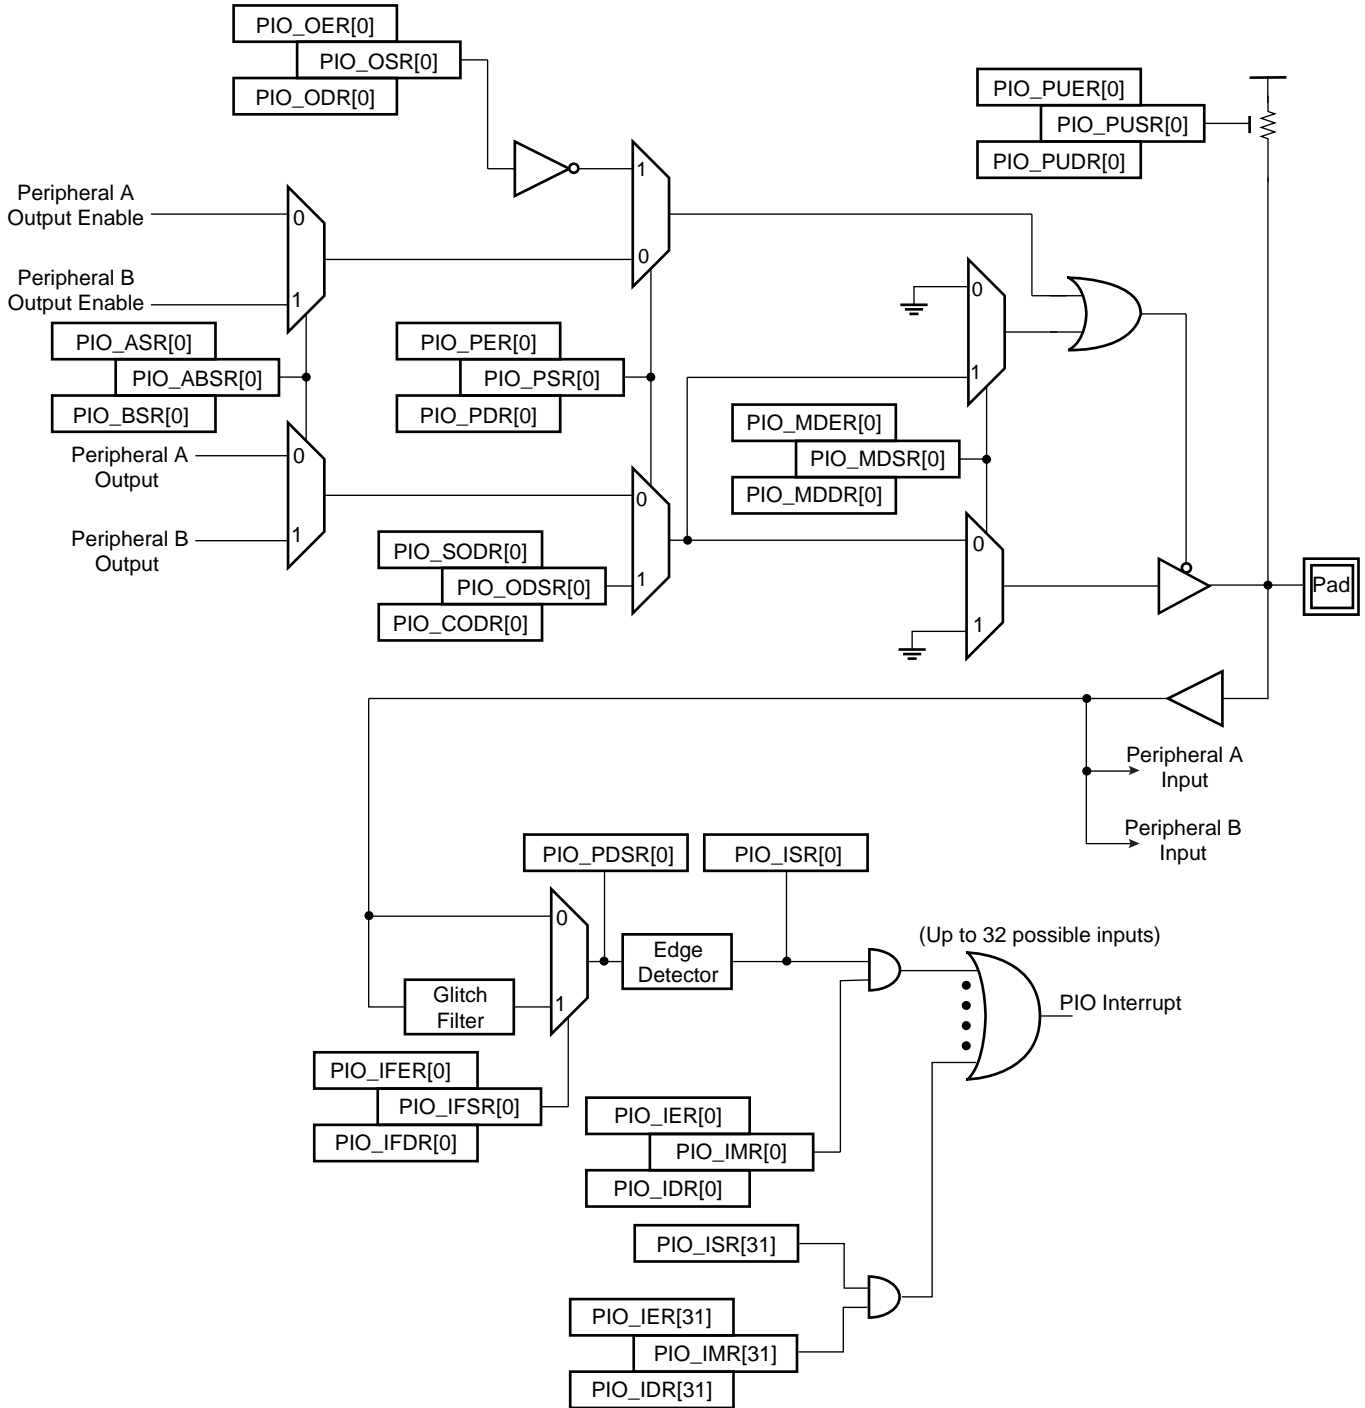 PIO_OER[0]
PIO_OSR[0]
PIO_ODR[0]
PIO_PUER[0]
PIO_PUSR[0]
PIO_PUDR[0]
1
0
Peripheral A
Output Enable
0
Peripheral B
Output Enable
1
0
1
PIO_ASR[0]
PIO_ABSR[0]
PIO_BSR[0]
PIO_PER[0]
PIO_PSR[0]
PIO_PDR[0]
PIO_MDER[0]
PIO_MDSR[0]
PIO_MDDR[0]
Peripheral A
Output
0
Peripheral B
Output
1
0
1
PIO_SODR[0]
PIO_ODSR[0]
PIO_CODR[0]
0
1
Pad
Peripheral A
Input
Peripheral B
Input
PIO_PDSR[0]
PIO_ISR[0]
0
1
Edge
Detector
Glitch
Filter
(Up to 32 possible inputs)
PIO Interrupt
PIO_IFER[0]
PIO_IFSR[0]
PIO_IFDR[0]
PIO_IER[0]
PIO_IMR[0]
PIO_IDR[0]
PIO_ISR[31]
PIO_IER[31]
PIO_IMR[31]
PIO_IDR[31]